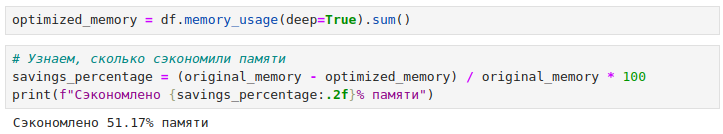 optimized_memory = df.memory_usage(deep=True).sum()
# Узнаем, сколько сэкономили памяти
savings_percentage = (original_memory - optimized_memory) / original_memory * 100
print(f"Сэкономлено {savings_percentage:.2f}% памяти")
Сэкономлено 51.17% памяти